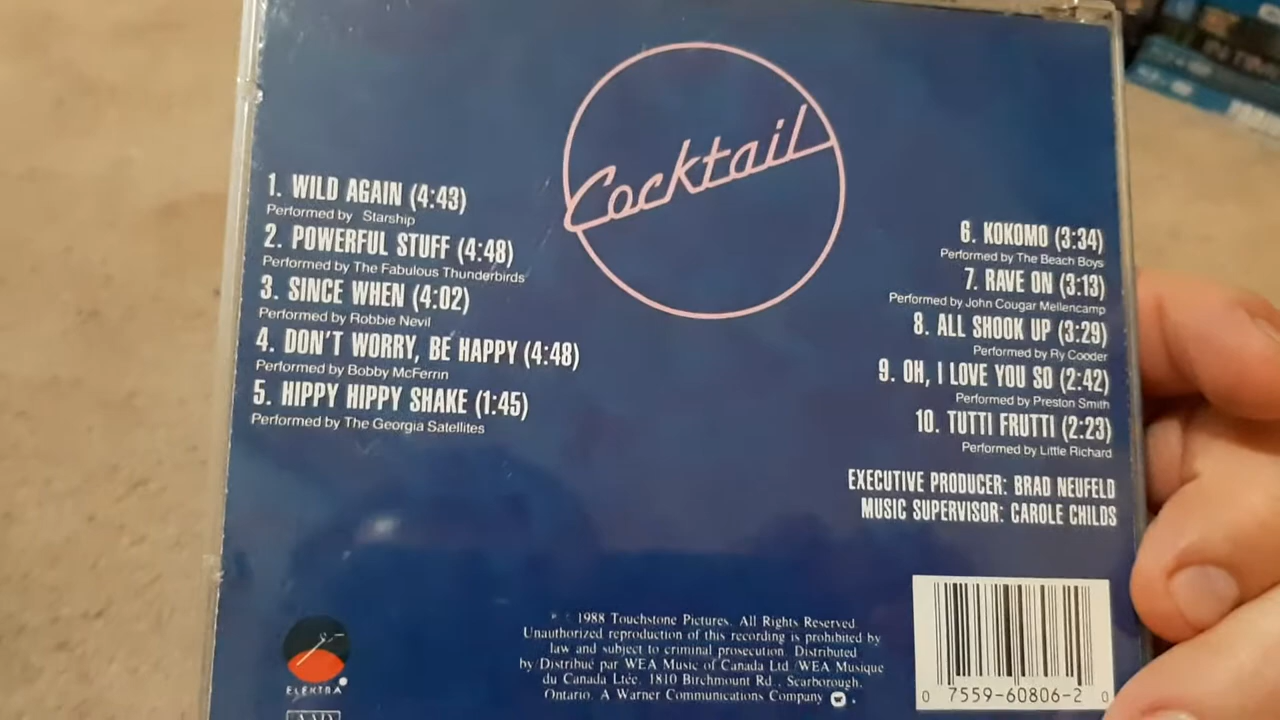 Cocktail
1. WILD AGAIN (4:43)
Performed by Starship
2. POWERFUL STUFF (4:48)
Performed by The Fabulous Thunderbirds
3. SINCE WHEN (4:02)
Performed by Robbie Nevil
4. DON'T WORRY, BE HAPPY (4:48)
Performed by Bobby McFerrin
5. HIPPY HIPPY SHAKE (1:45)
Performed by The Georgia Satellites
6. KOKOMO (3:34)
Performed by The Beach Boys
7. RAVE ON (3:13)
Performed by John Cougar Mellencamp
8. ALL SHOOK UP (3:29)
Performed by Ry Cooder
9. OH, I LOVE YOU SO (2:42)
Performed by Preston Smith
10. TUTTI FRUTTI (2:23)
Performed by Little Richard
EXECUTIVE PRODUCER: BRAD NEUFELD
MUSIC SUPERVISOR: CAROLE CHILDS
ELEKTRA
AAD
1988 Touchstone Pictures. All Rights Reserved.
Unauthorized reproduction of this recording is prohibited by
law and subject to criminal prosecution. Distributed
by/Distribué par WEA Music of Canada Ltd./WEA Musique
du Canada Ltée. 1810 Birchmount Rd., Scarborough,
Ontario. A Warner Communications Company
0 7559-60806-2 0
IN TIME